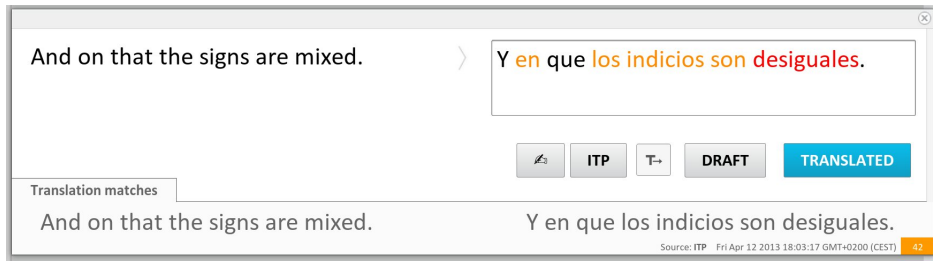 And on that the signs are mixed.
Y en que los indicios son desiguales.
ITP
T→
DRAFT
TRANSLATED
Translation matches
And on that the signs are mixed.
Y en que los indicios son desiguales.
Source: ITP Fri Apr 12 2013 18:03:17 GMT+0200 (CEST) 42